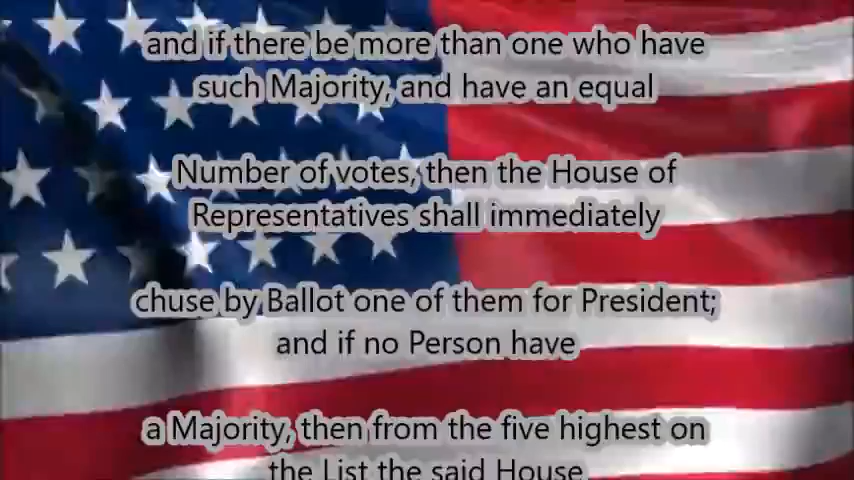 and if there be more than one who have
such Majority, and have an equal
Number of votes, then the House of
Representatives shall immediately
chuse by Ballot one of them for President;
and if no Person have
a Majority, then from the five highest on
the List the said House